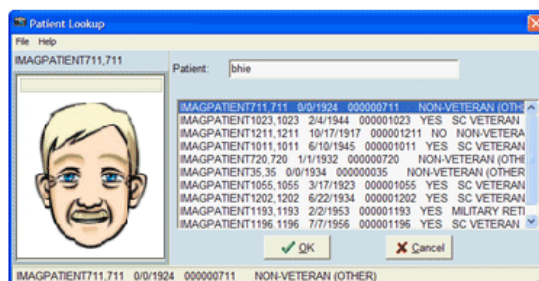 Patient Lookup
File Help
IMAGPATIENT711,711
Patient: bhie
IMAGPATIENT711,711 0/0/1924 000000711 NON-VETERAN (OTHER
IMAGPATIENT1023,1023 2/4/1944 000001023 YES SC VETERAN
IMAGPATIENT1211,1211 10/17/1917 000001211 NO NON-VETERA
IMAGPATIENT1011,1011 6/10/1945 000001011 YES SC VETERAN
IMAGPATIENT720,720 1/1/1932 000000720 NON-VETERAN (OTHE
IMAGPATIENT35,35 0/0/1934 000000035 NON-VETERAN (OTHER
IMAGPATIENT1055,1055 3/17/1923 000001055 YES SC VETERAN
IMAGPATIENT1202,1202 6/22/1934 000001202 YES SC VETERAN
IMAGPATIENT1193,1193 2/2/1953 000001193 YES MILITARY RETI
IMAGPATIENT1196,1196 7/7/1956 000001196 YES SC VETERAN
OK Cancel
IMAGPATIENT711,711 0/0/1924 000000711 NON-VETERAN (OTHER)